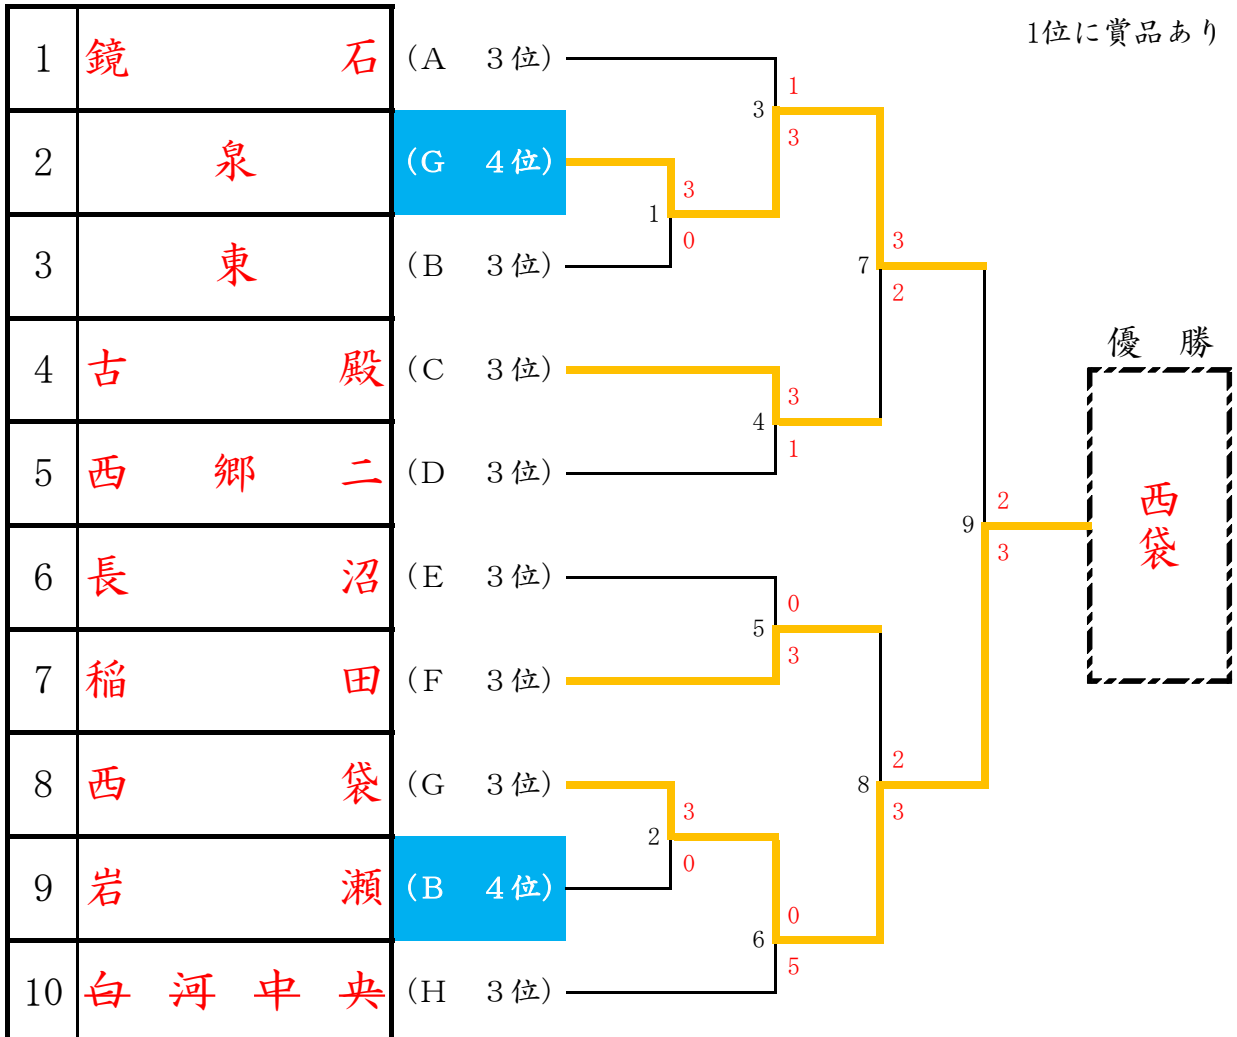 1位に賞品あり
1 鏡石 (A 3位)
2 泉 (G 4位)
3 東 (B 3位)
4 古殿 (C 3位)
5 西郷二 (D 3位)
6 長沼 (E 3位)
7 稲田 (F 3位)
8 西袋 (G 3位)
9 岩瀬 (B 4位)
10 白河中央 (H 3位)
1
3
3
3
1
0
3
7
2
3
4
1
0
5
3
3
2
0
2
8
3
0
6
5
2
9
3
優勝
西袋